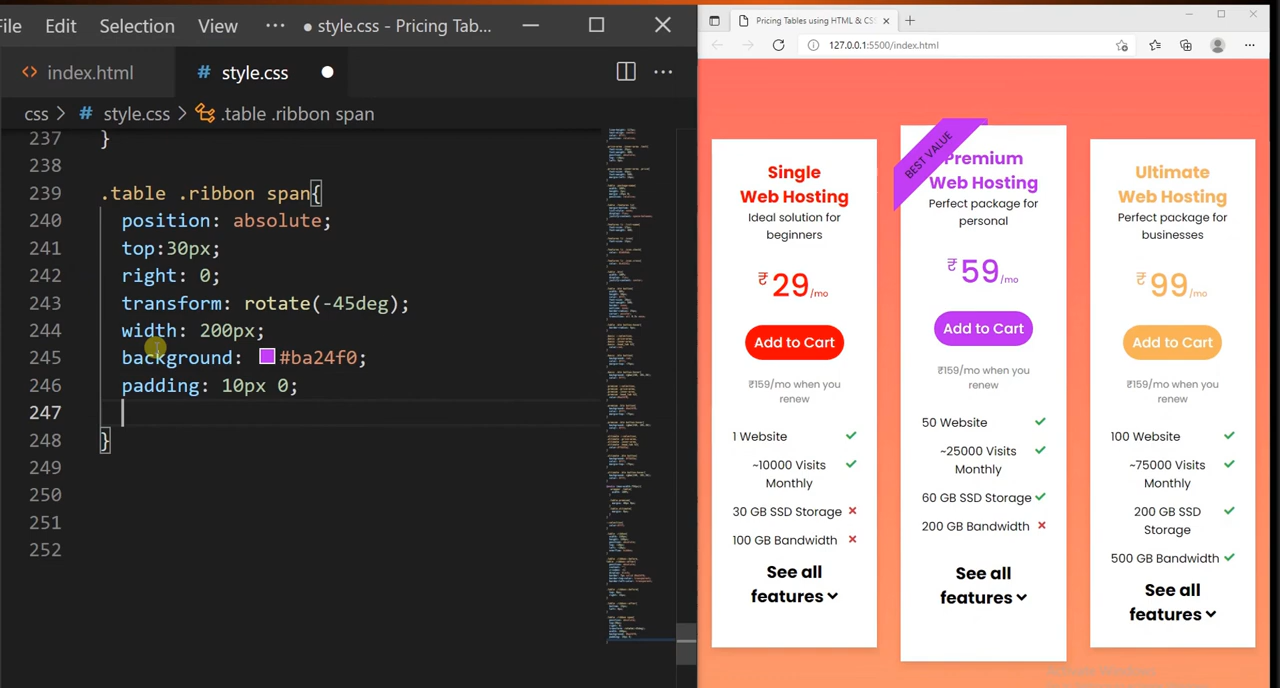 File Edit Selection View ··· ● style.css - Pricing Tab...
<> index.html # style.css ●
css > # style.css > .table .ribbon span
237 }
238
239 .table .ribbon span{
240 position: absolute;
241 top:30px;
242 right: 0;
243 transform: rotate(-45deg);
244 width: 200px;
245 background: #ba24f0;
246 padding: 10px 0;
247
248 }
249
250
251
252
Pricing Tables using HTML & CS
127.0.0.1:5500/index.html
Single
Web Hosting
Ideal solution for
beginners
₹29/mo
Add to Cart
₹159/mo when you
renew
1 Website
~10000 Visits
Monthly
30 GB SSD Storage
100 GB Bandwidth
See all
features
BEST VALUE
Premium
Web Hosting
Perfect package for
personal
₹59/mo
Add to Cart
₹159/mo when you
renew
50 Website
~25000 Visits
Monthly
60 GB SSD Storage
200 GB Bandwidth
See all
features
Ultimate
Web Hosting
Perfect package for
businesses
₹99/mo
Add to Cart
₹159/mo when you
renew
100 Website
~75000 Visits
Monthly
200 GB SSD
Storage
500 GB Bandwidth
See all
features